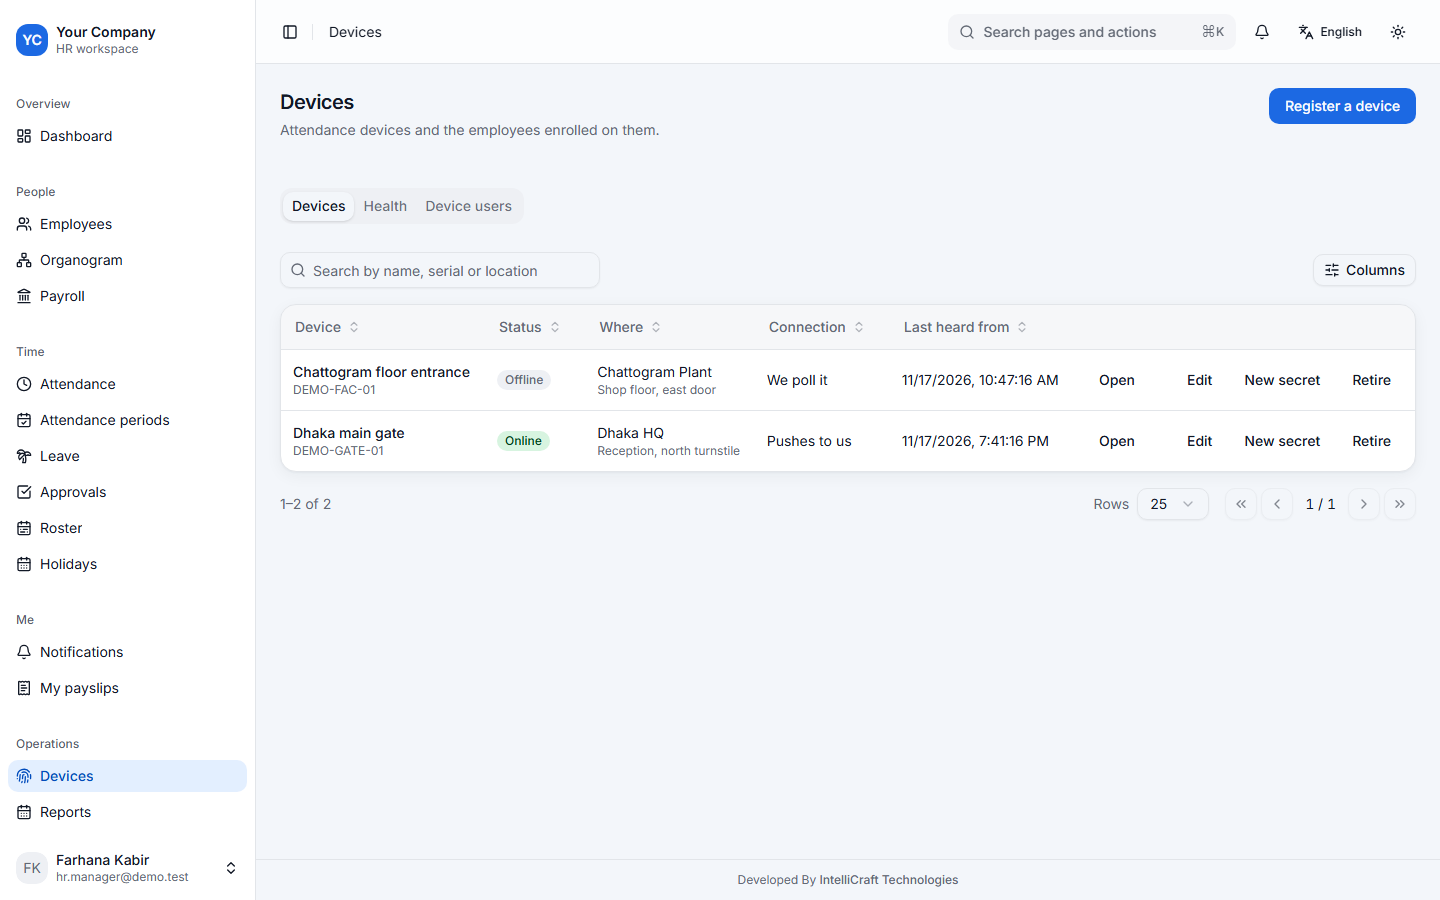 YC
Your Company
HR workspace
Overview
Dashboard
People
Employees
Organogram
Payroll
Time
Attendance
Attendance periods
Leave
Approvals
Roster
Holidays
Me
Notifications
My payslips
Operations
Devices
Reports
FK
Farhana Kabir
hr.manager@demo.test
Devices
Search pages and actions ⌘K
English
Devices
Attendance devices and the employees enrolled on them.
Register a device
Devices Health Device users
Search by name, serial or location
Columns
Device Status Where Connection Last heard from
Chattogram floor entrance
DEMO-FAC-01
Offline
Chattogram Plant
Shop floor, east door
We poll it
11/17/2026, 10:47:16 AM
Open Edit New secret Retire
Dhaka main gate
DEMO-GATE-01
Online
Dhaka HQ
Reception, north turnstile
Pushes to us
11/17/2026, 7:41:16 PM
Open Edit New secret Retire
1–2 of 2
Rows 25
1 / 1
Developed By IntelliCraft Technologies